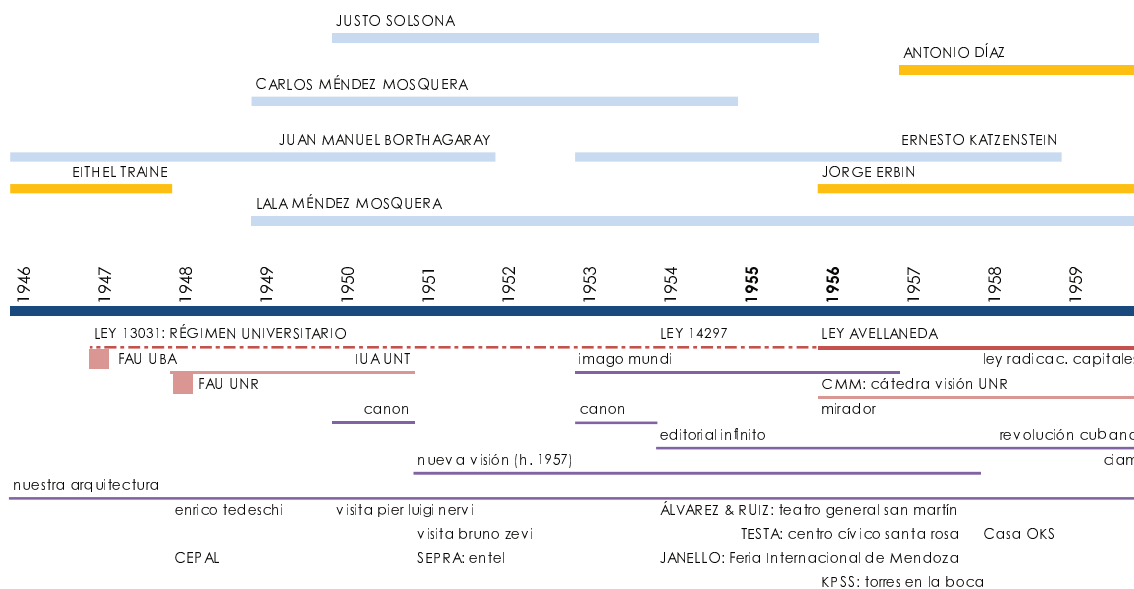 JUSTO SOLSONA
ANTONIO DÍAZ
CARLOS MÉNDEZ MOSQUERA
JUAN MANUEL BORTHAGARAY
ERNESTO KATZENSTEIN
EITHEL TRAINE
JORGE ERBIN
LALA MÉNDEZ MOSQUERA
1946
1947
1948
1949
1950
1951
1952
1953
1954
1955
1956
1957
1958
1959
LEY 13031: RÉGIMEN UNIVERSITARIO
LEY 14297
LEY AVELLANEDA
FAU UBA
IUA UNT
imago mundi
ley radicac. capitales
FAU UNR
CMM: cátedra visión UNR
canon
canon
mirador
editorial infinito
revolución cubana
nueva visión (h. 1957)
ciam
nuestra arquitectura
enrico tedeschi
visita pier luigi nervi
ÁLVAREZ & RUIZ: teatro general san martín
visita bruno zevi
TESTA: centro cívico santa rosa
Casa OKS
CEPAL
SEPRA: entel
JANELLO: Feria Internacional de Mendoza
KPSS: torres en la boca